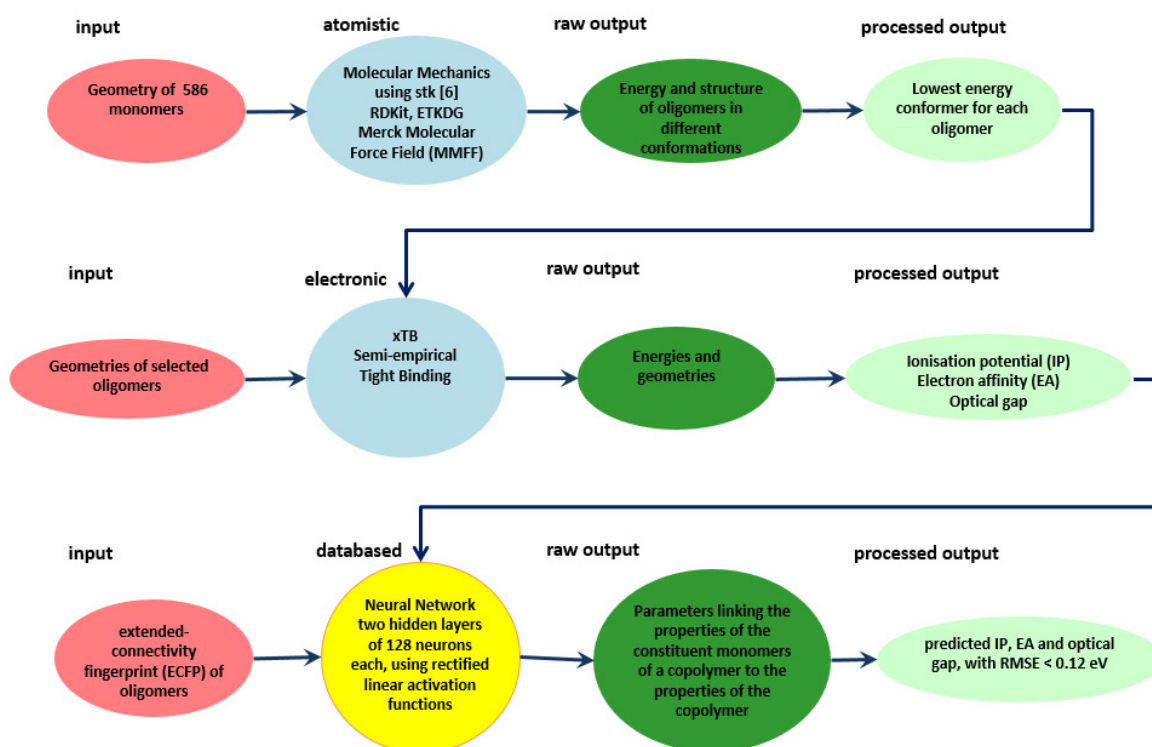 input
atomistic
raw output
processed output
Geometry of 586
monomers
Molecular Mechanics
using stk [6]
RDKit, ETKDG
Merck Molecular
Force Field (MMFF)
Energy and structure
of oligomers in
different
conformations
Lowest energy
conformer for each
oligomer
input
electronic
raw output
processed output
Geometries of selected
oligomers
xTB
Semi-empirical
Tight Binding
Energies and
geometries
Ionisation potential (IP)
Electron affinity (EA)
Optical gap
input
databased
raw output
processed output
extended-
connectivity
fingerprint (ECFP) of
oligomers
Neural Network
two hidden layers
of 128 neurons
each, using rectified
linear activation
functions
Parameters linking the
properties of the
constituent monomers
of a copolymer to the
properties of the
copolymer
predicted IP, EA and optical
gap, with RMSE < 0.12 eV